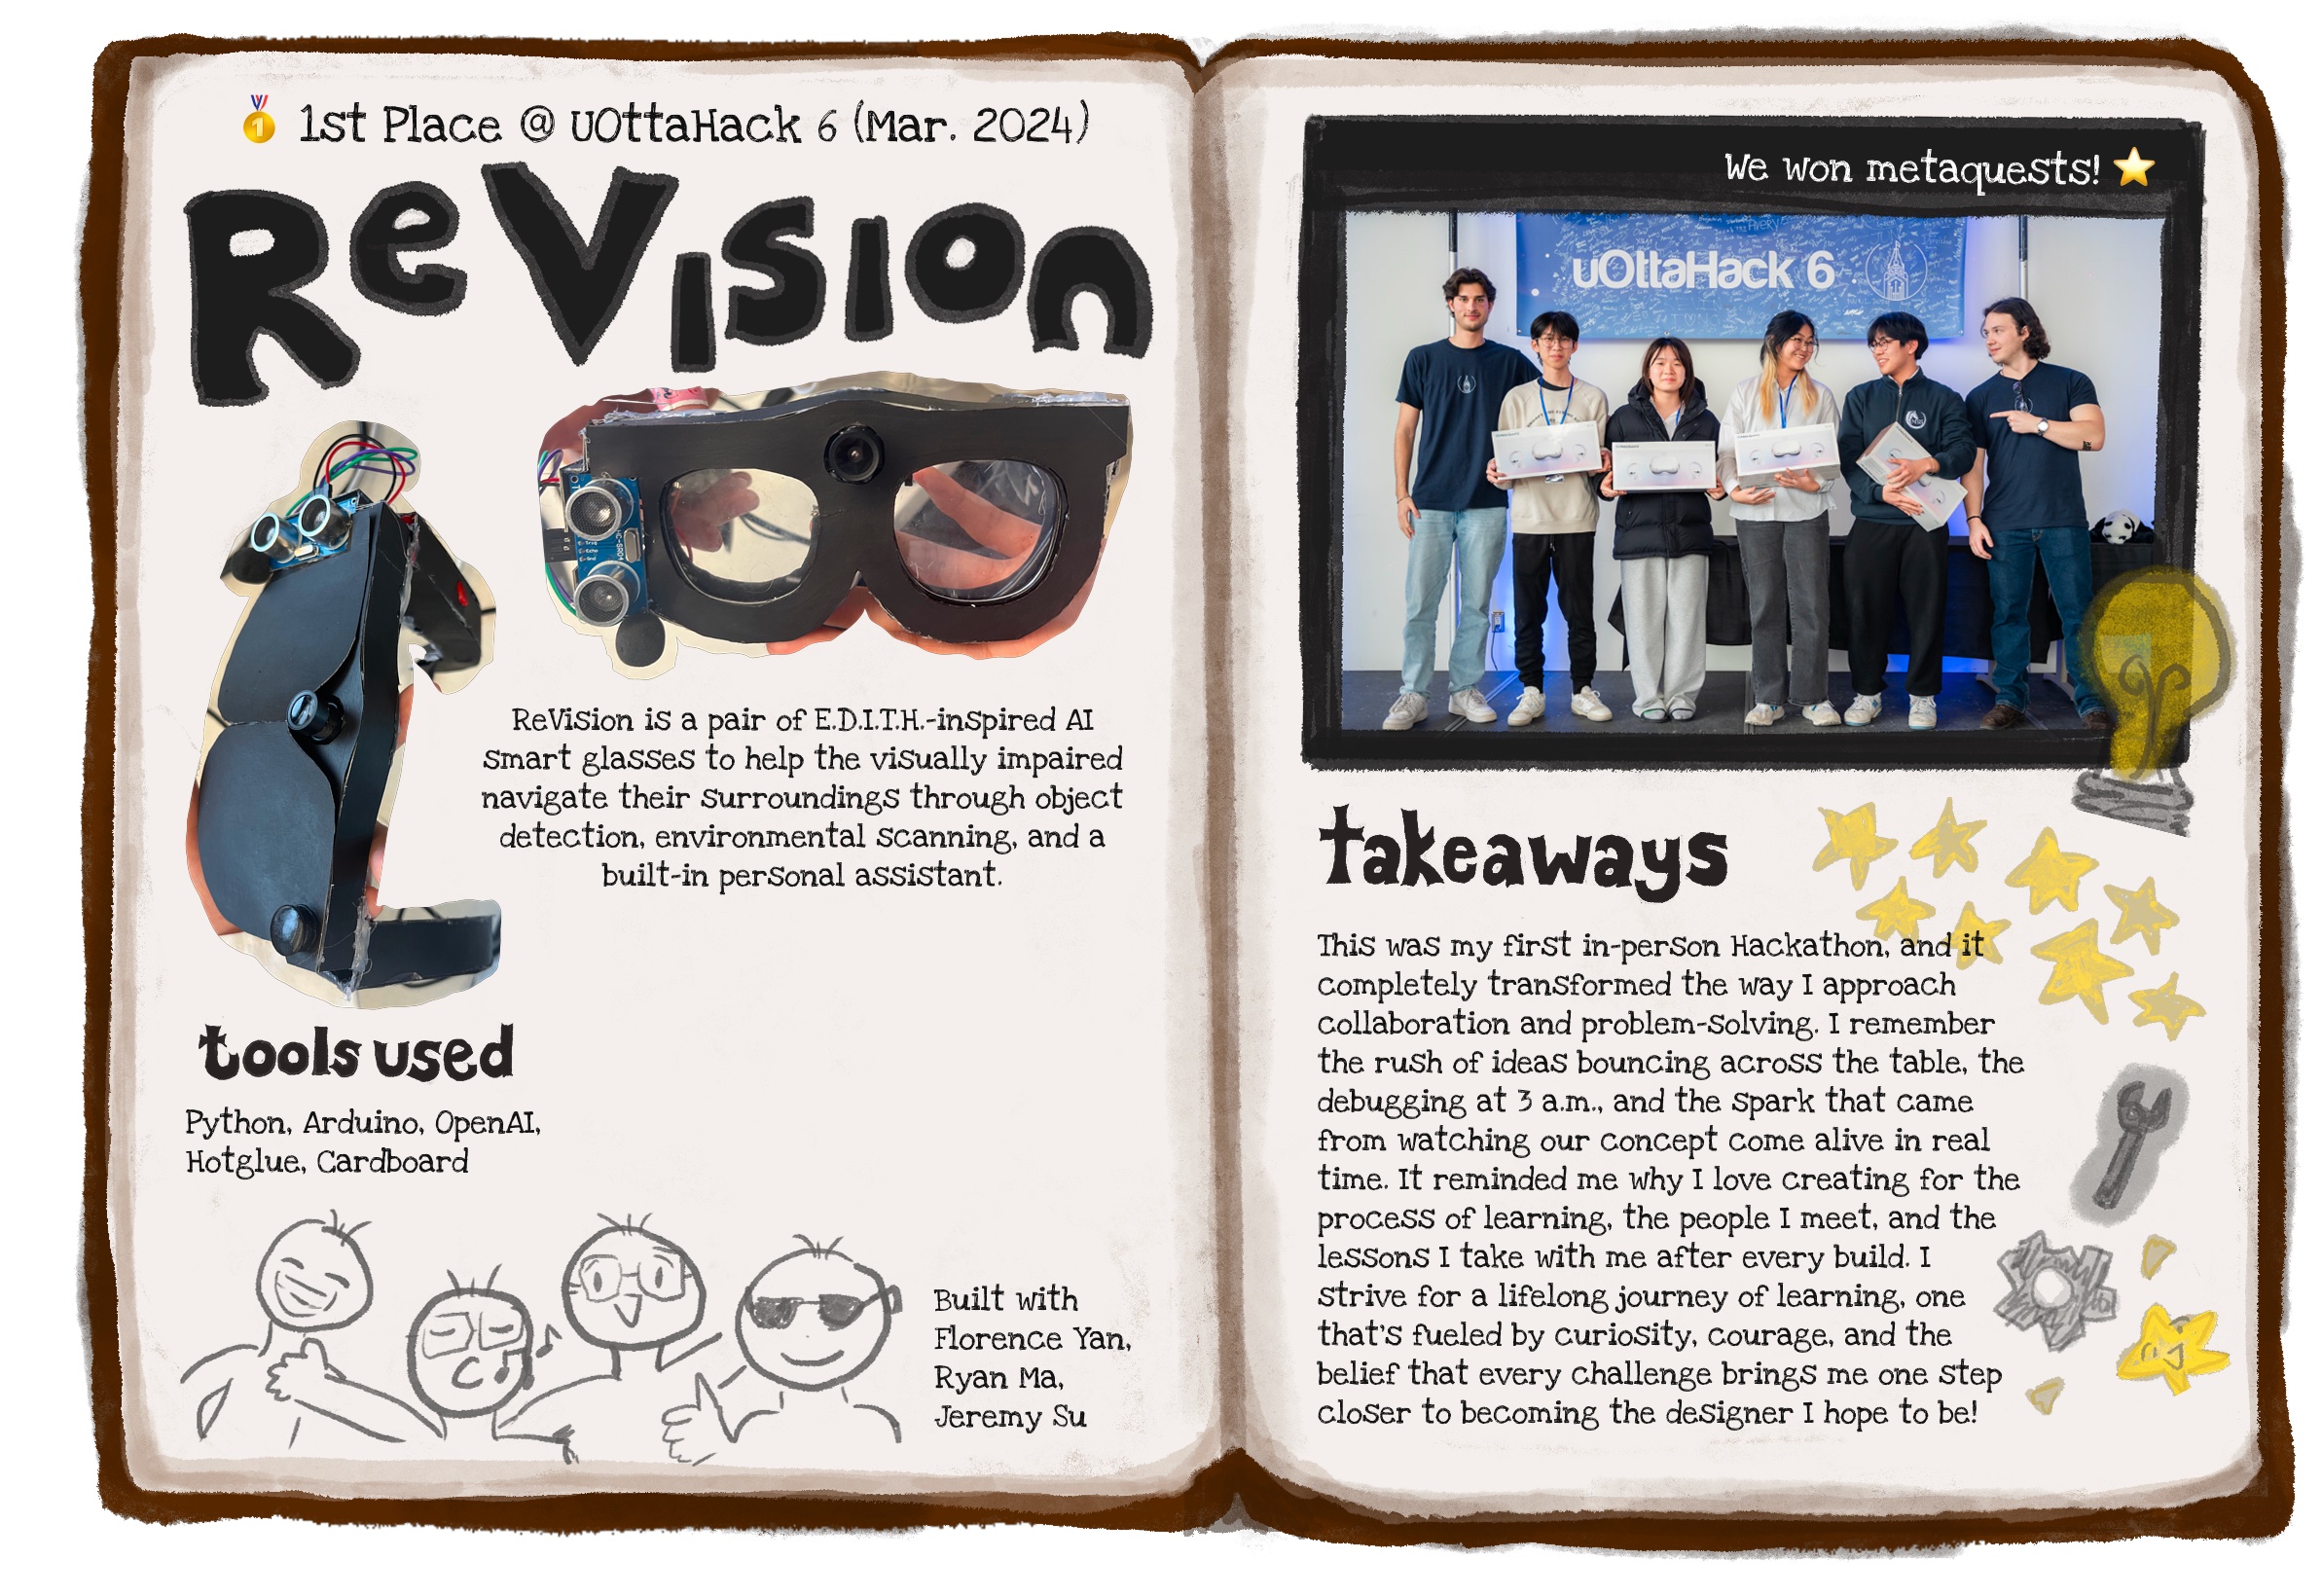 🥇 1st Place @ uOttaHack 6 (Mar. 2024)
ReVision
ReVision is a pair of E.D.I.T.H.-inspired AI
smart glasses to help the visually impaired
navigate their surroundings through object
detection, environmental scanning, and a
built-in personal assistant.
tools used
Python, Arduino, OpenAI,
Hotglue, Cardboard
Built with
Florence Yan,
Ryan Ma,
Jeremy Su
We won metaquests! ⭐
uOttaHack 6
takeaways
This was my first in-person Hackathon, and it
completely transformed the way I approach
collaboration and problem-solving. I remember
the rush of ideas bouncing across the table, the
debugging at 3 a.m., and the spark that came
from watching our concept come alive in real
time. It reminded me why I love creating for the
process of learning, the people I meet, and the
lessons I take with me after every build. I
strive for a lifelong journey of learning, one
that's fueled by curiosity, courage, and the
belief that every challenge brings me one step
closer to becoming the designer I hope to be!